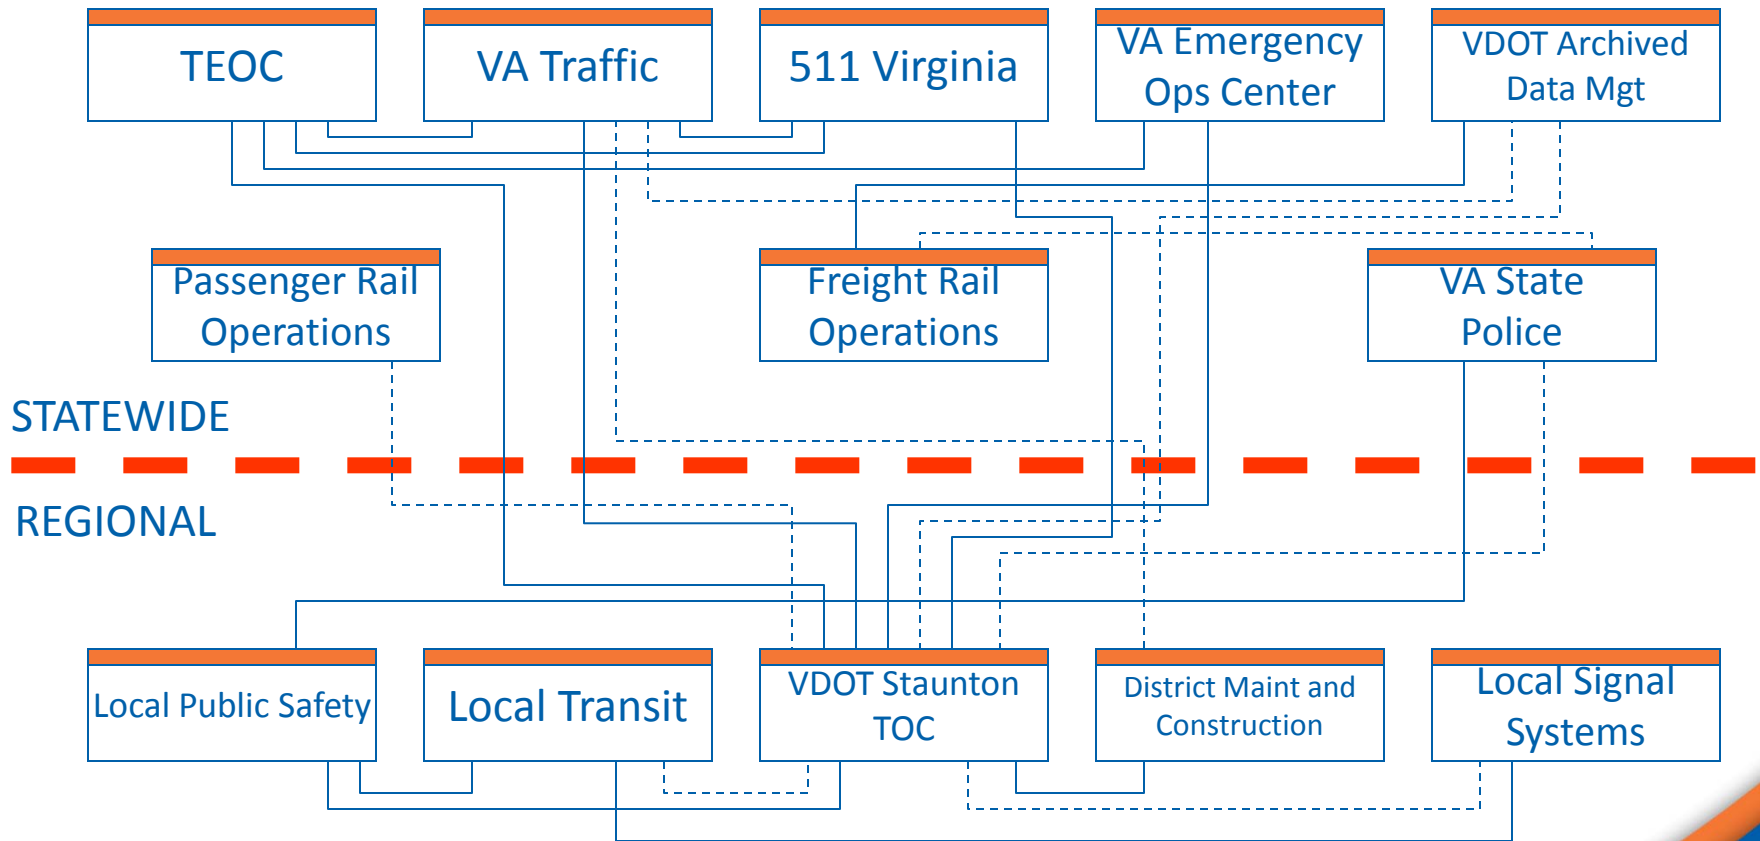 TEOC
VA Traffic
511 Virginia
VA Emergency
Ops Center
VDOT Archived
Data Mgt
Passenger Rail
Operations
Freight Rail
Operations
VA State
Police
STATEWIDE
REGIONAL
Local Public Safety
Local Transit
VDOT Staunton
TOC
District Maint and
Construction
Local Signal
Systems